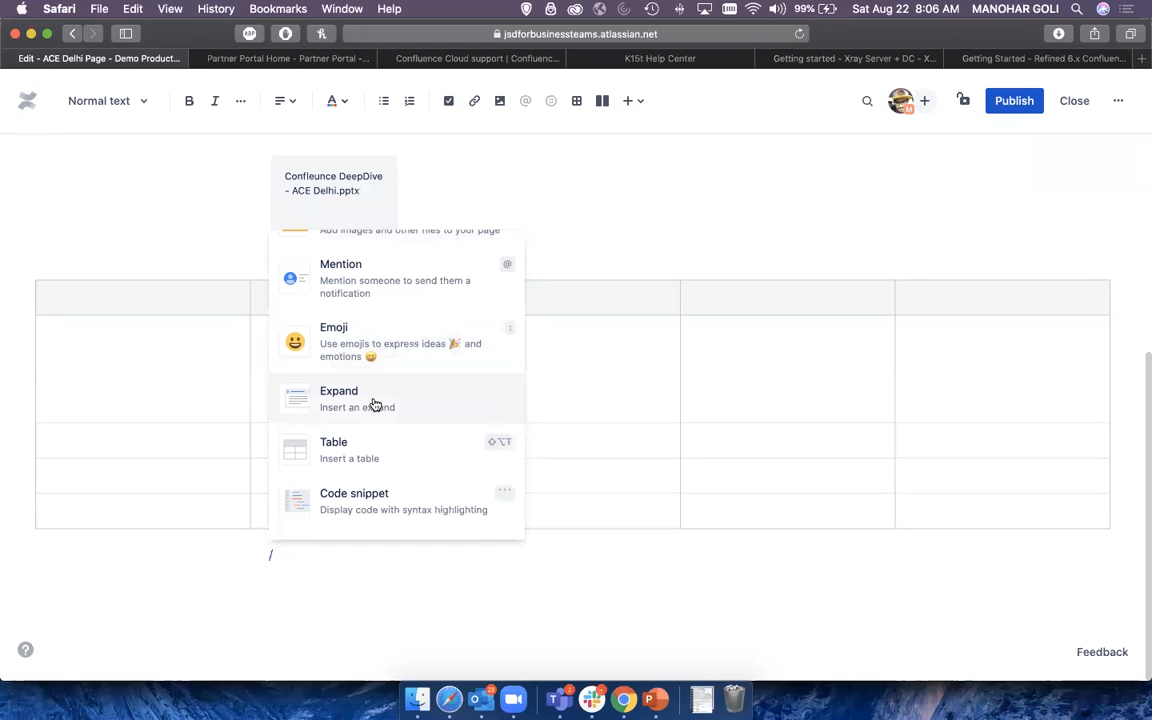 Safari File Edit View History Bookmarks Window Help 99% Sat Aug 22 8:06 AM MANOHAR GOLI
jsdforbusinessteams.atlassian.net
Edit - ACE Delhi Page - Demo Product... Partner Portal Home - Partner Portal -... Confluence Cloud support | Confluenc... K15t Help Center Getting started - Xray Server + DC - X... Getting Started - Refined 6.x Confluen...
Normal text B I A @ Publish Close
Confleunce DeepDive
- ACE Delhi.pptx
Add images and other files to your page
Mention @
Mention someone to send them a
notification
Emoji :
Use emojis to express ideas 🎉 and
emotions 😄
Expand
Insert an expand
Table ⇧⌥T
Insert a table
Code snippet ...
Display code with syntax highlighting
/
? Feedback